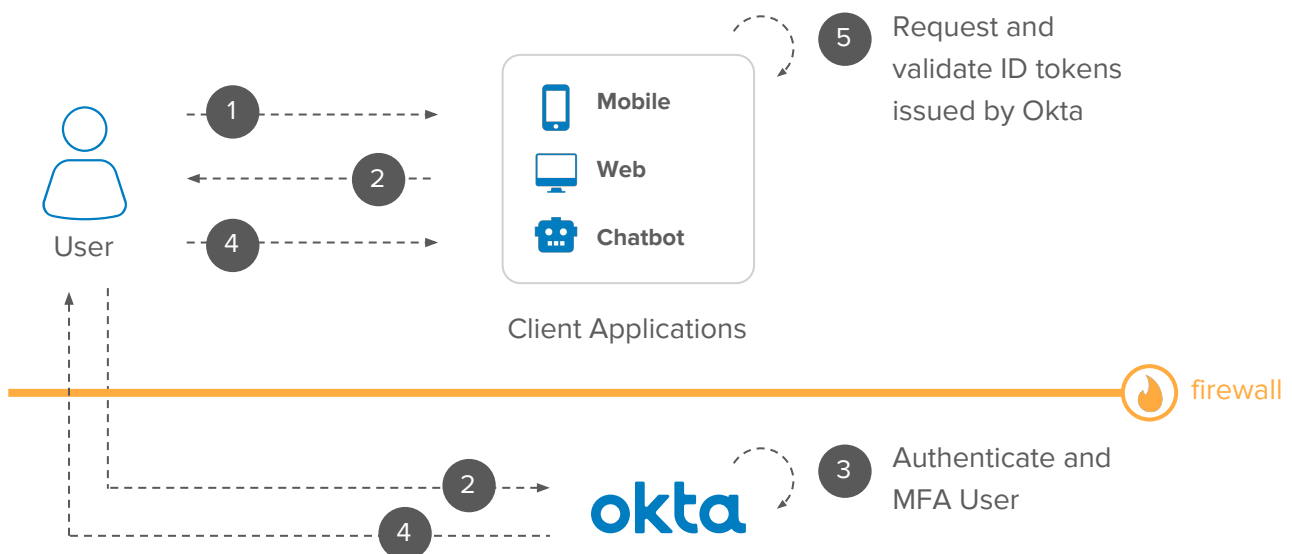 5
Request and
validate ID tokens
issued by Okta
1
Mobile
2
Web
4
Chatbot
User
Client Applications
firewall
2
okta
3
Authenticate and
MFA User
4